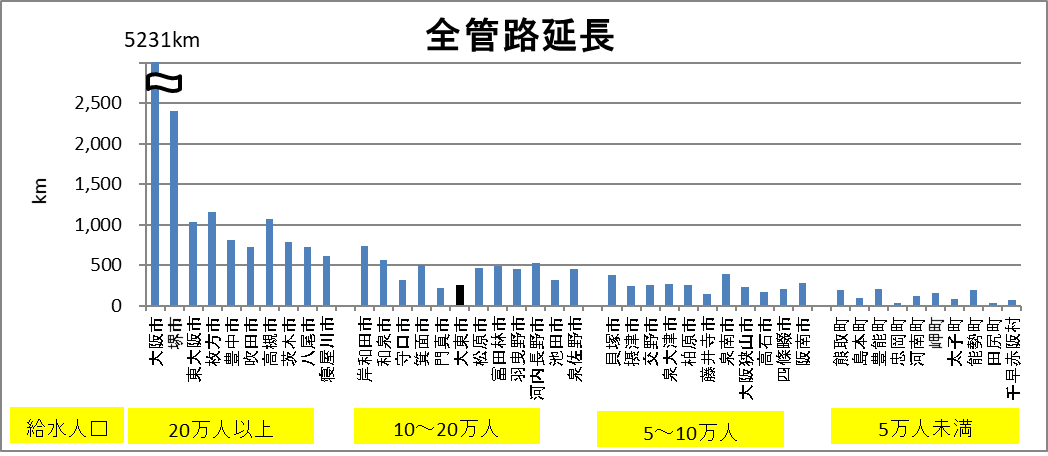 全管路延長
5231km
km
2,500
2,000
1,500
1,000
500
0
大阪市
堺市
東大阪市
枚方市
豊中市
吹田市
高槻市
茨木市
八尾市
寝屋川市
岸和田市
和泉市
守口市
箕面市
門真市
大東市
松原市
富田林市
羽曳野市
河内長野市
池田市
泉佐野市
貝塚市
摂津市
交野市
泉大津市
柏原市
藤井寺市
泉南市
大阪狭山市
高石市
四條畷市
阪南市
熊取町
島本町
豊能町
忠岡町
河南町
岬町
太子町
能勢町
田尻町
千早赤阪村
給水人口
20万人以上
10～20万人
5～10万人
5万人未満